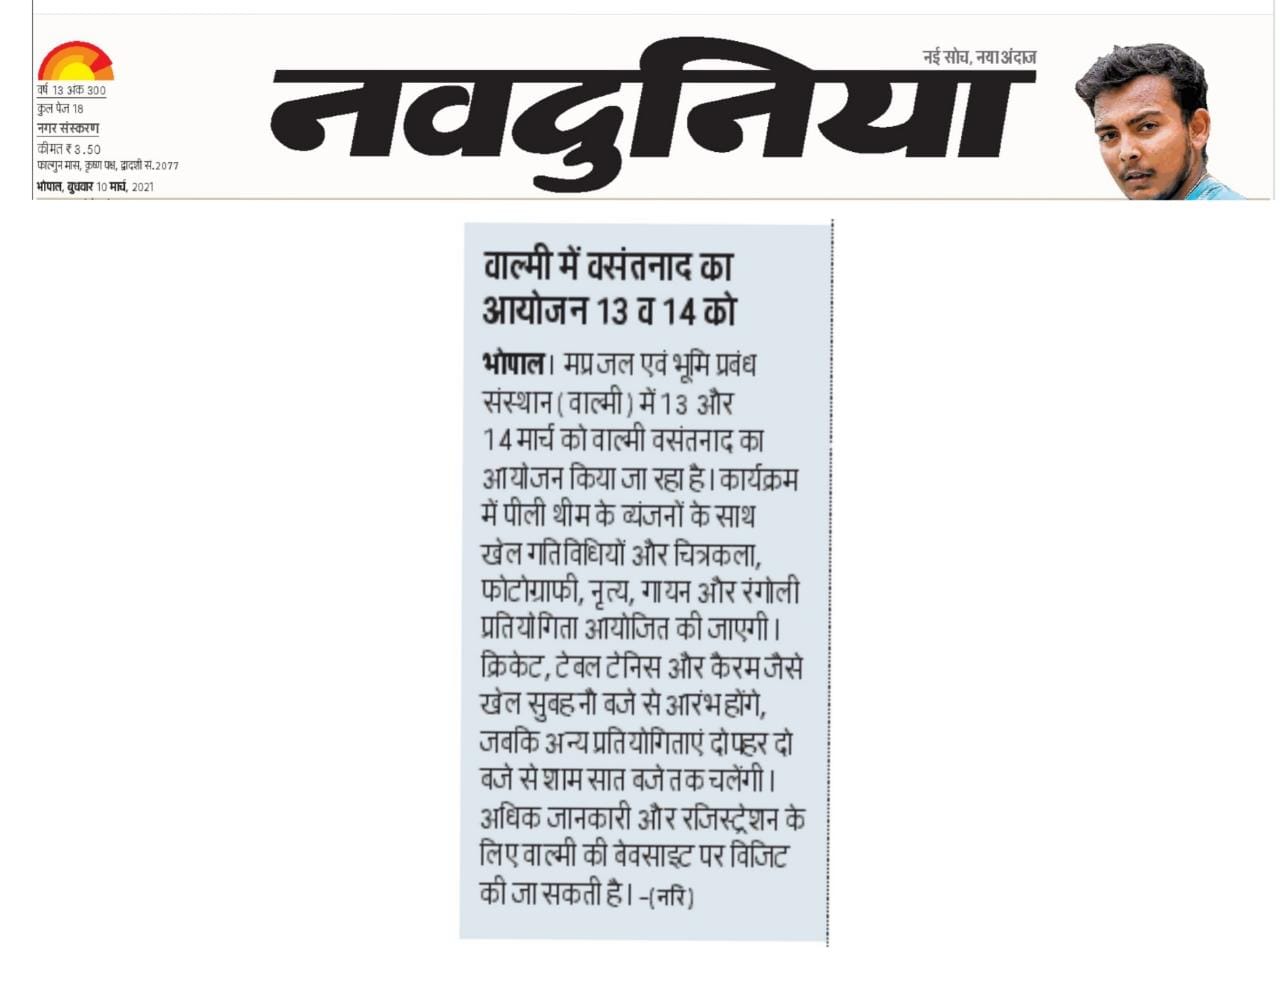 नई सोच, नया अंदाज
नवदुनिया
वर्ष 13 अंक 300
कुल पेज 18
नगर संस्करण
कीमत ₹ 3.50
फाल्गुन मास, कृष्ण पक्ष, द्वादशी सं.2077
भोपाल, बुधवार 10 मार्च, 2021
वाल्मी में वसंतनाद का
आयोजन 13 व 14 को
भोपाल। मप्र जल एवं भूमि प्रबंध
संस्थान (वाल्मी) में 13 और
14 मार्च को वाल्मी वसंतनाद का
आयोजन किया जा रहा है। कार्यक्रम
में पीली थीम के व्यंजनों के साथ
खेल गतिविधियों और चित्रकला,
फोटोग्राफी, नृत्य, गायन और रंगोली
प्रतियोगिता आयोजित की जाएगी।
क्रिकेट, टेबल टेनिस और कैरम जैसे
खेल सुबह नौ बजे से आरंभ होंगे,
जबकि अन्य प्रतियोगिताएं दोपहर दो
बजे से शाम सात बजे तक चलेंगी।
अधिक जानकारी और रजिस्ट्रेशन के
लिए वाल्मी की वेवसाइट पर विजिट
की जा सकती है। -(नरि)